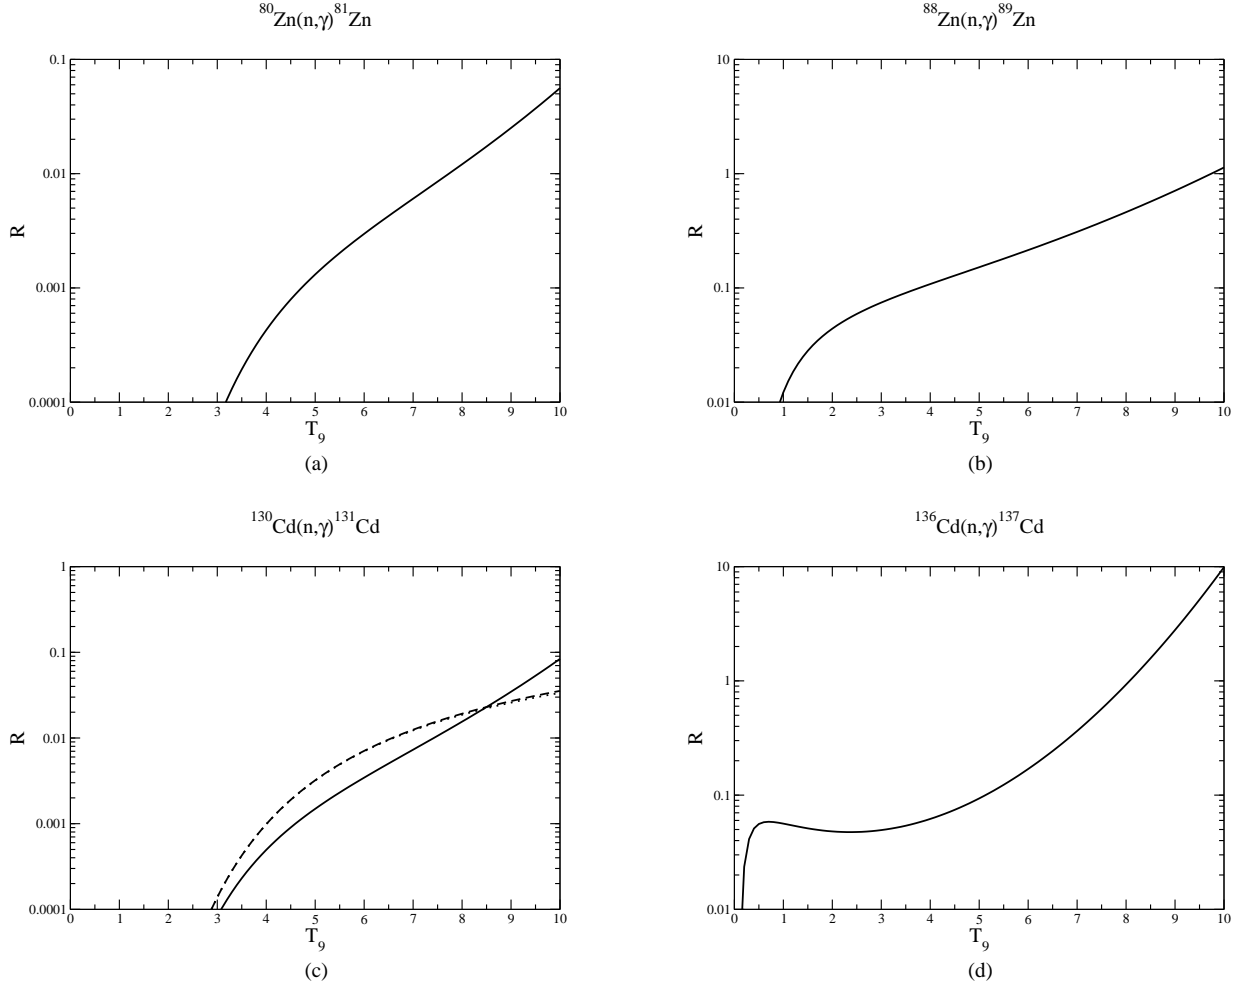 80Zn(n,γ)81Zn
0.1
0.01
R
0.001
0.0001
0 1 2 3 4 5 6 7 8 9 10
T9
(a)
88Zn(n,γ)89Zn
10
1
R
0.1
0.01
0 1 2 3 4 5 6 7 8 9 10
T9
(b)
130Cd(n,γ)131Cd
1
0.1
R
0.01
0.001
0.0001
0 1 2 3 4 5 6 7 8 9 10
T9
(c)
136Cd(n,γ)137Cd
10
1
R
0.1
0.01
0 1 2 3 4 5 6 7 8 9 10
T9
(d)